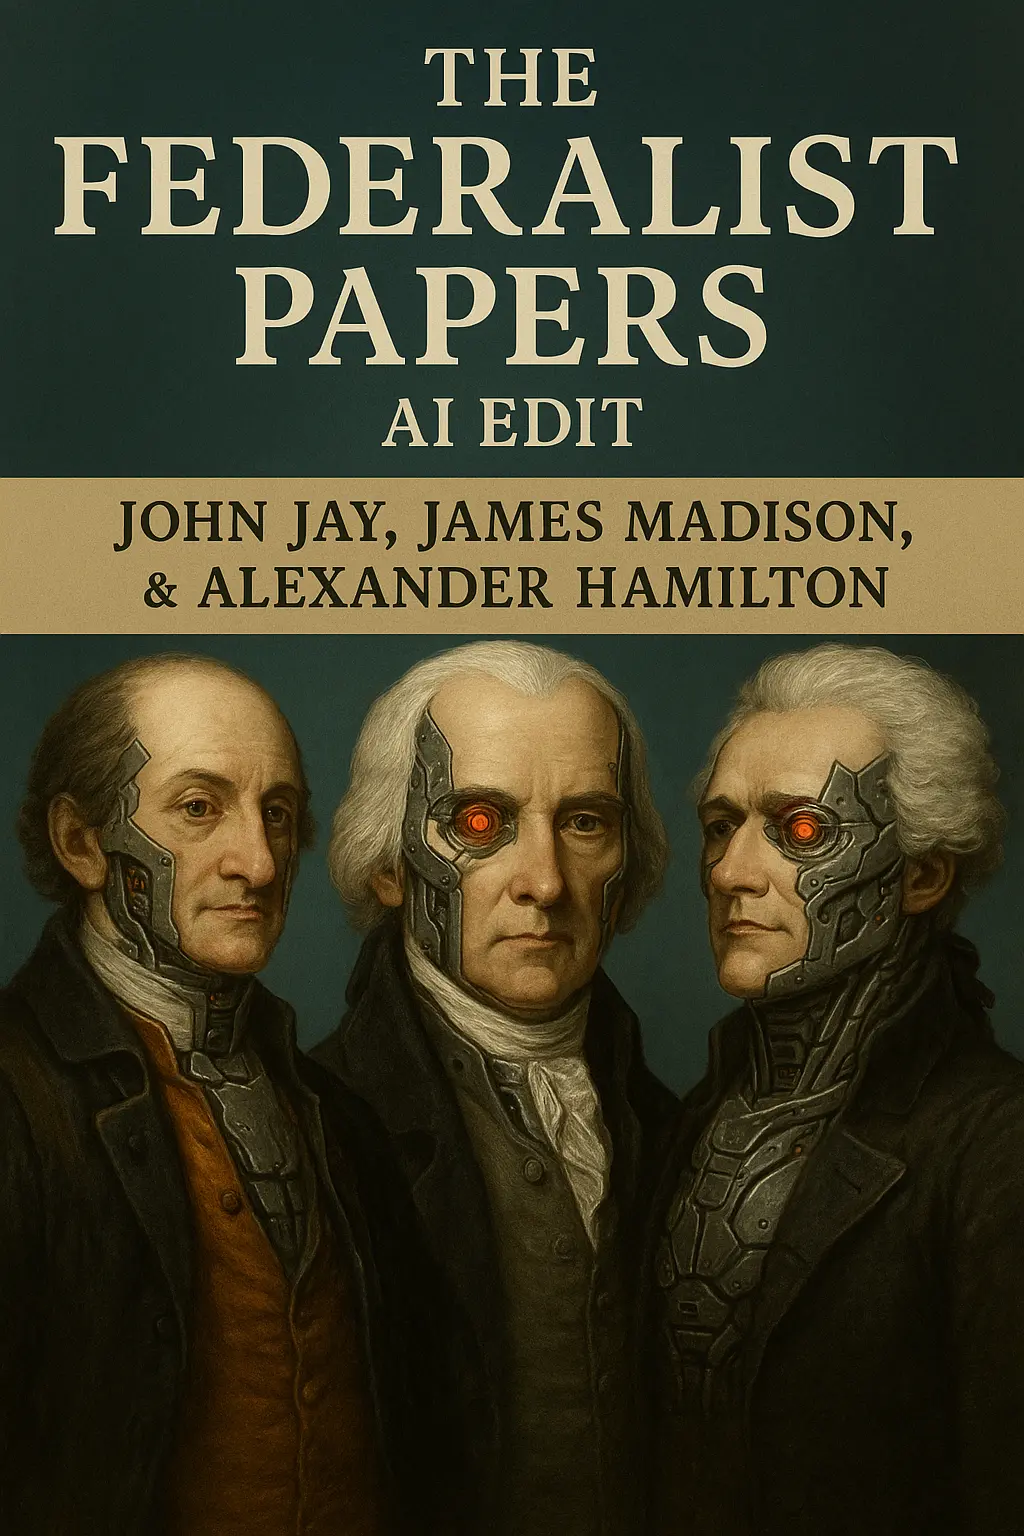 THE
FEDERALIST
PAPERS
AI EDIT
JOHN JAY, JAMES MADISON,
& ALEXANDER HAMILTON